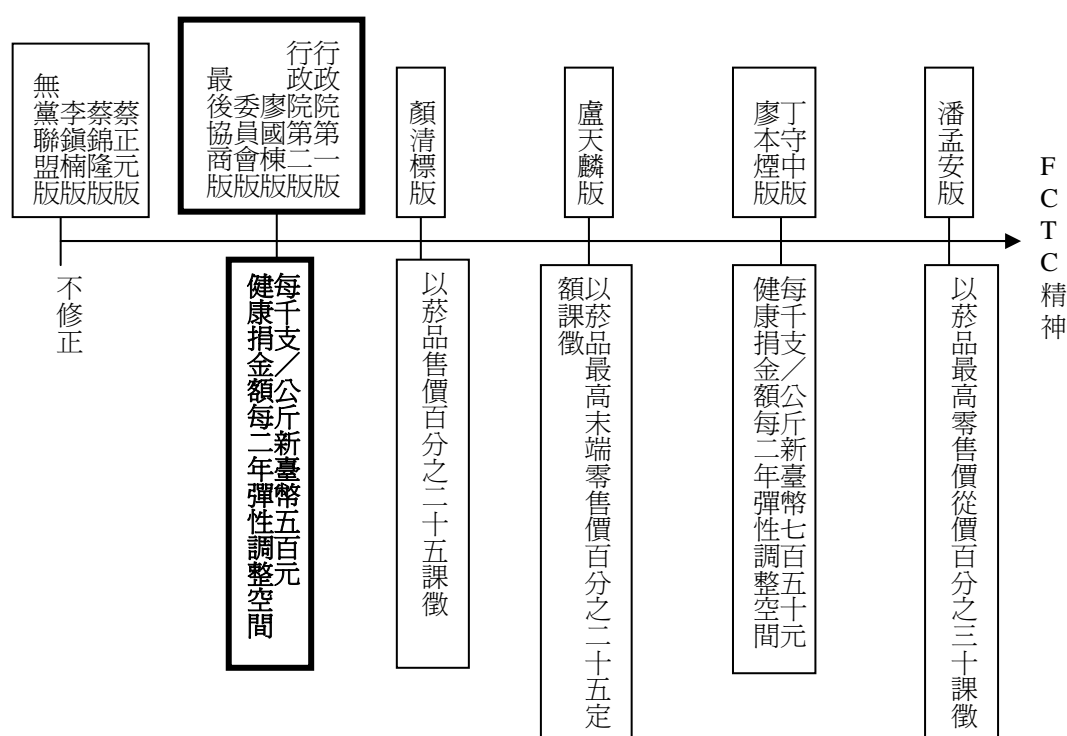 蔡正元版
蔡錦隆版
李鎮楠版
無黨聯盟版
行政院第一版
行政院第二版
廖國棟版
委員會版
最後協商版
顏清標版
盧天麟版
丁守中版
廖本煙版
潘孟安版
FCTC精神
不修正
每千支／公斤新臺幣五百元
健康捐金額每二年彈性調整空間
以菸品售價百分之二十五課徵
以菸品最高末端零售價百分之二十五定
額課徵
每千支／公斤新臺幣七百五十元
健康捐金額每二年彈性調整空間
以菸品最高零售價從價百分之三十課徵